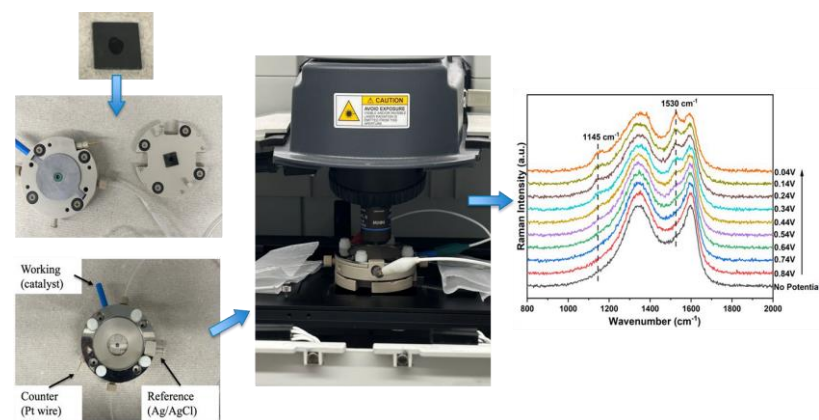 CAUTION
AVOID EXPOSURE
Working
(catalyst)
Counter
(Pt wire)
Reference
(Ag/AgCl)
1530 cm⁻¹
1145 cm⁻¹
Raman Intensity (a.u.)
0.04V
0.14V
0.24V
0.34V
0.44V
0.54V
0.64V
0.74V
0.84V
No Potentia
800 1000 1200 1400 1600 1800 2000
Wavenumber (cm⁻¹)